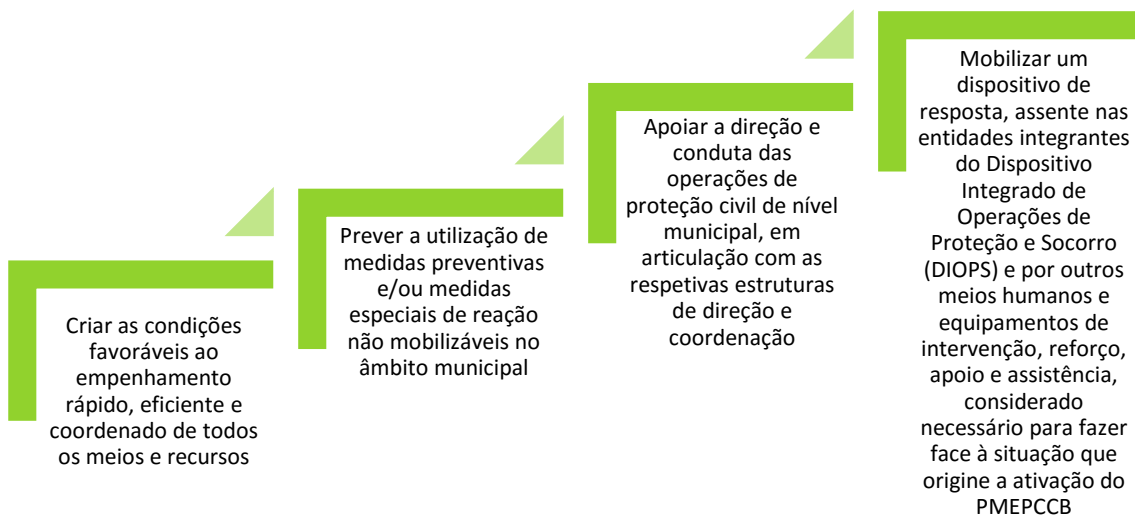 Criar as condições
favoráveis ao
empenhamento
rápido, eficiente e
coordenado de todos
os meios e recursos
Prever a utilização de
medidas preventivas
e/ou medidas
especiais de reação
não mobilizáveis no
âmbito municipal
Apoiar a direção e
conduta das
operações de
proteção civil de nível
municipal, em
articulação com as
respetivas estruturas
de direção e
coordenação
Mobilizar um
dispositivo de
resposta, assente nas
entidades integrantes
do Dispositivo
Integrado de
Operações de
Proteção e Socorro
(DIOPS) e por outros
meios humanos e
equipamentos de
intervenção, reforço,
apoio e assistência,
considerado
necessário para fazer
face à situação que
origine a ativação do
PMEPCCB